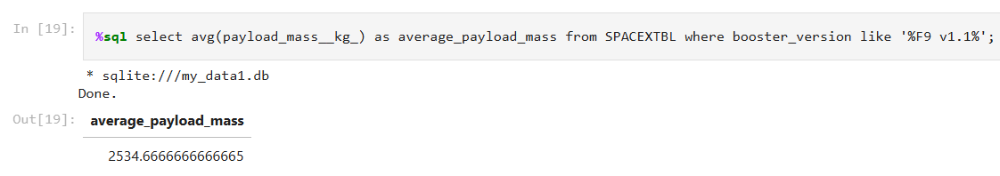 In [19]: %sql select avg(payload_mass__kg_) as average_payload_mass from SPACEXTBL where booster_version like '%F9 v1.1%';
* sqlite:///my_data1.db
Done.
Out[19]: average_payload_mass
2534.6666666666665